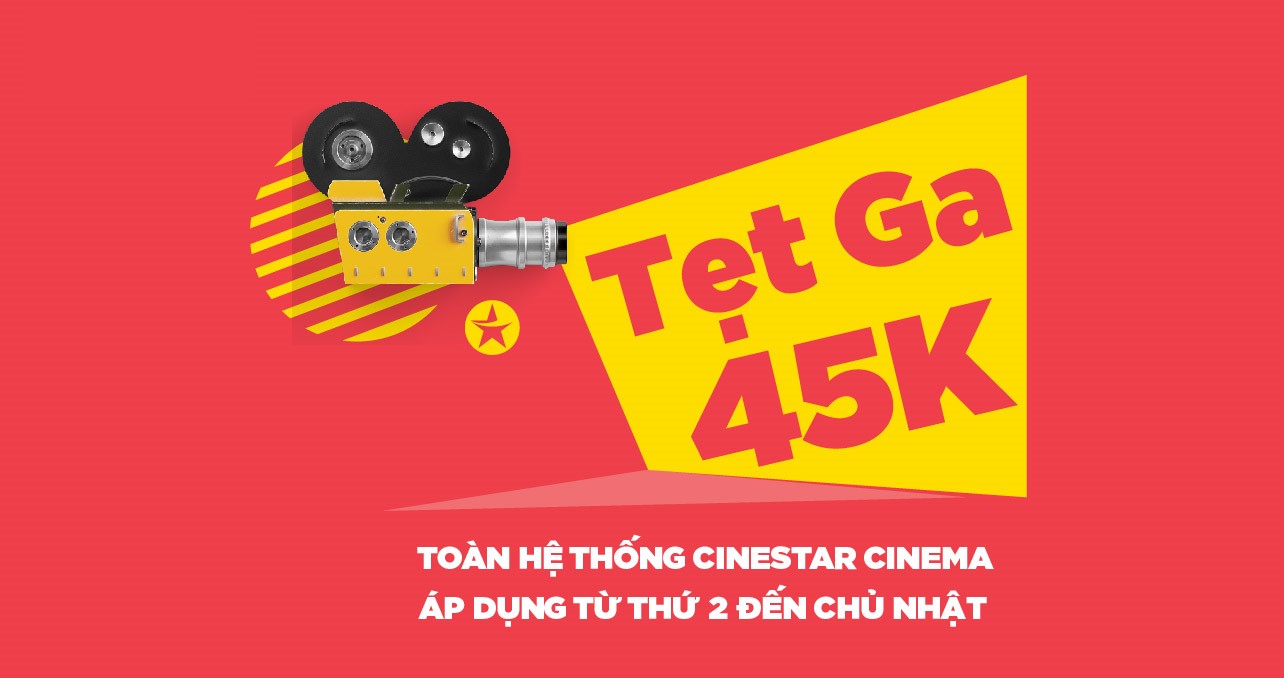 Tẹt Ga
45K
TOÀN HỆ THỐNG CINESTAR CINEMA
ÁP DỤNG TỪ THỨ 2 ĐẾN CHỦ NHẬT